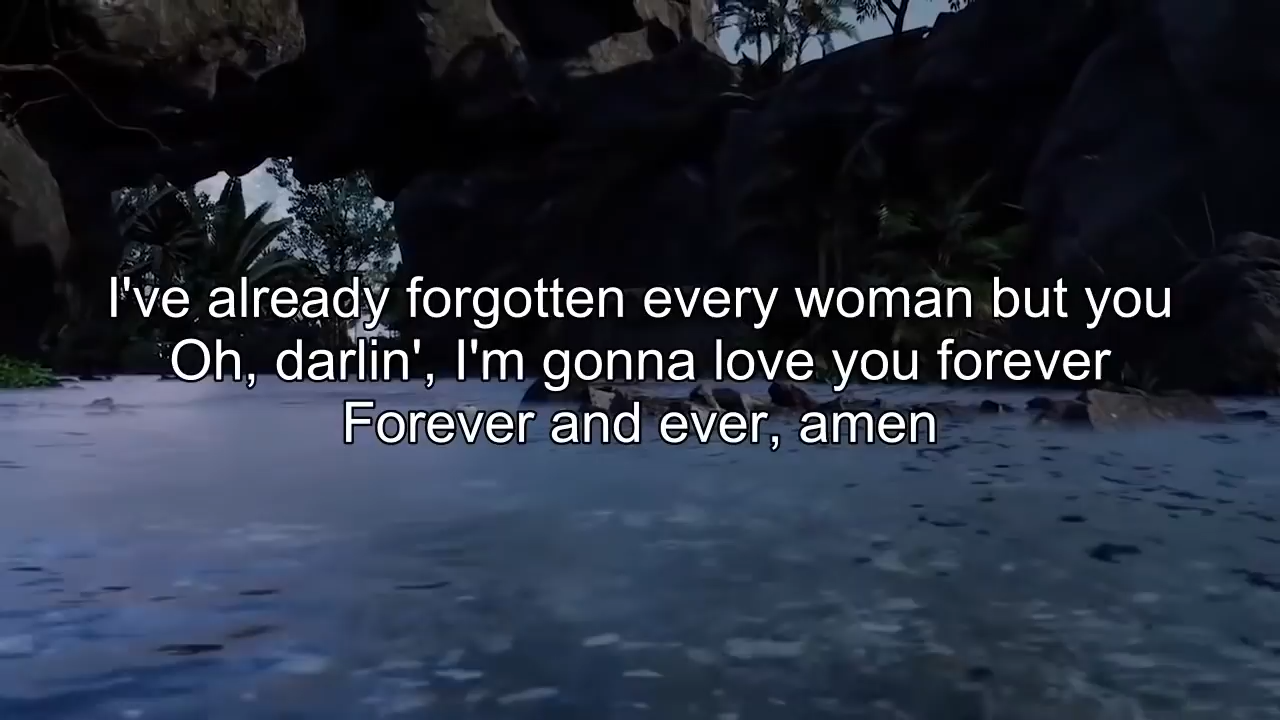 I've already forgotten every woman but you
Oh, darlin', I'm gonna love you forever
Forever and ever, amen